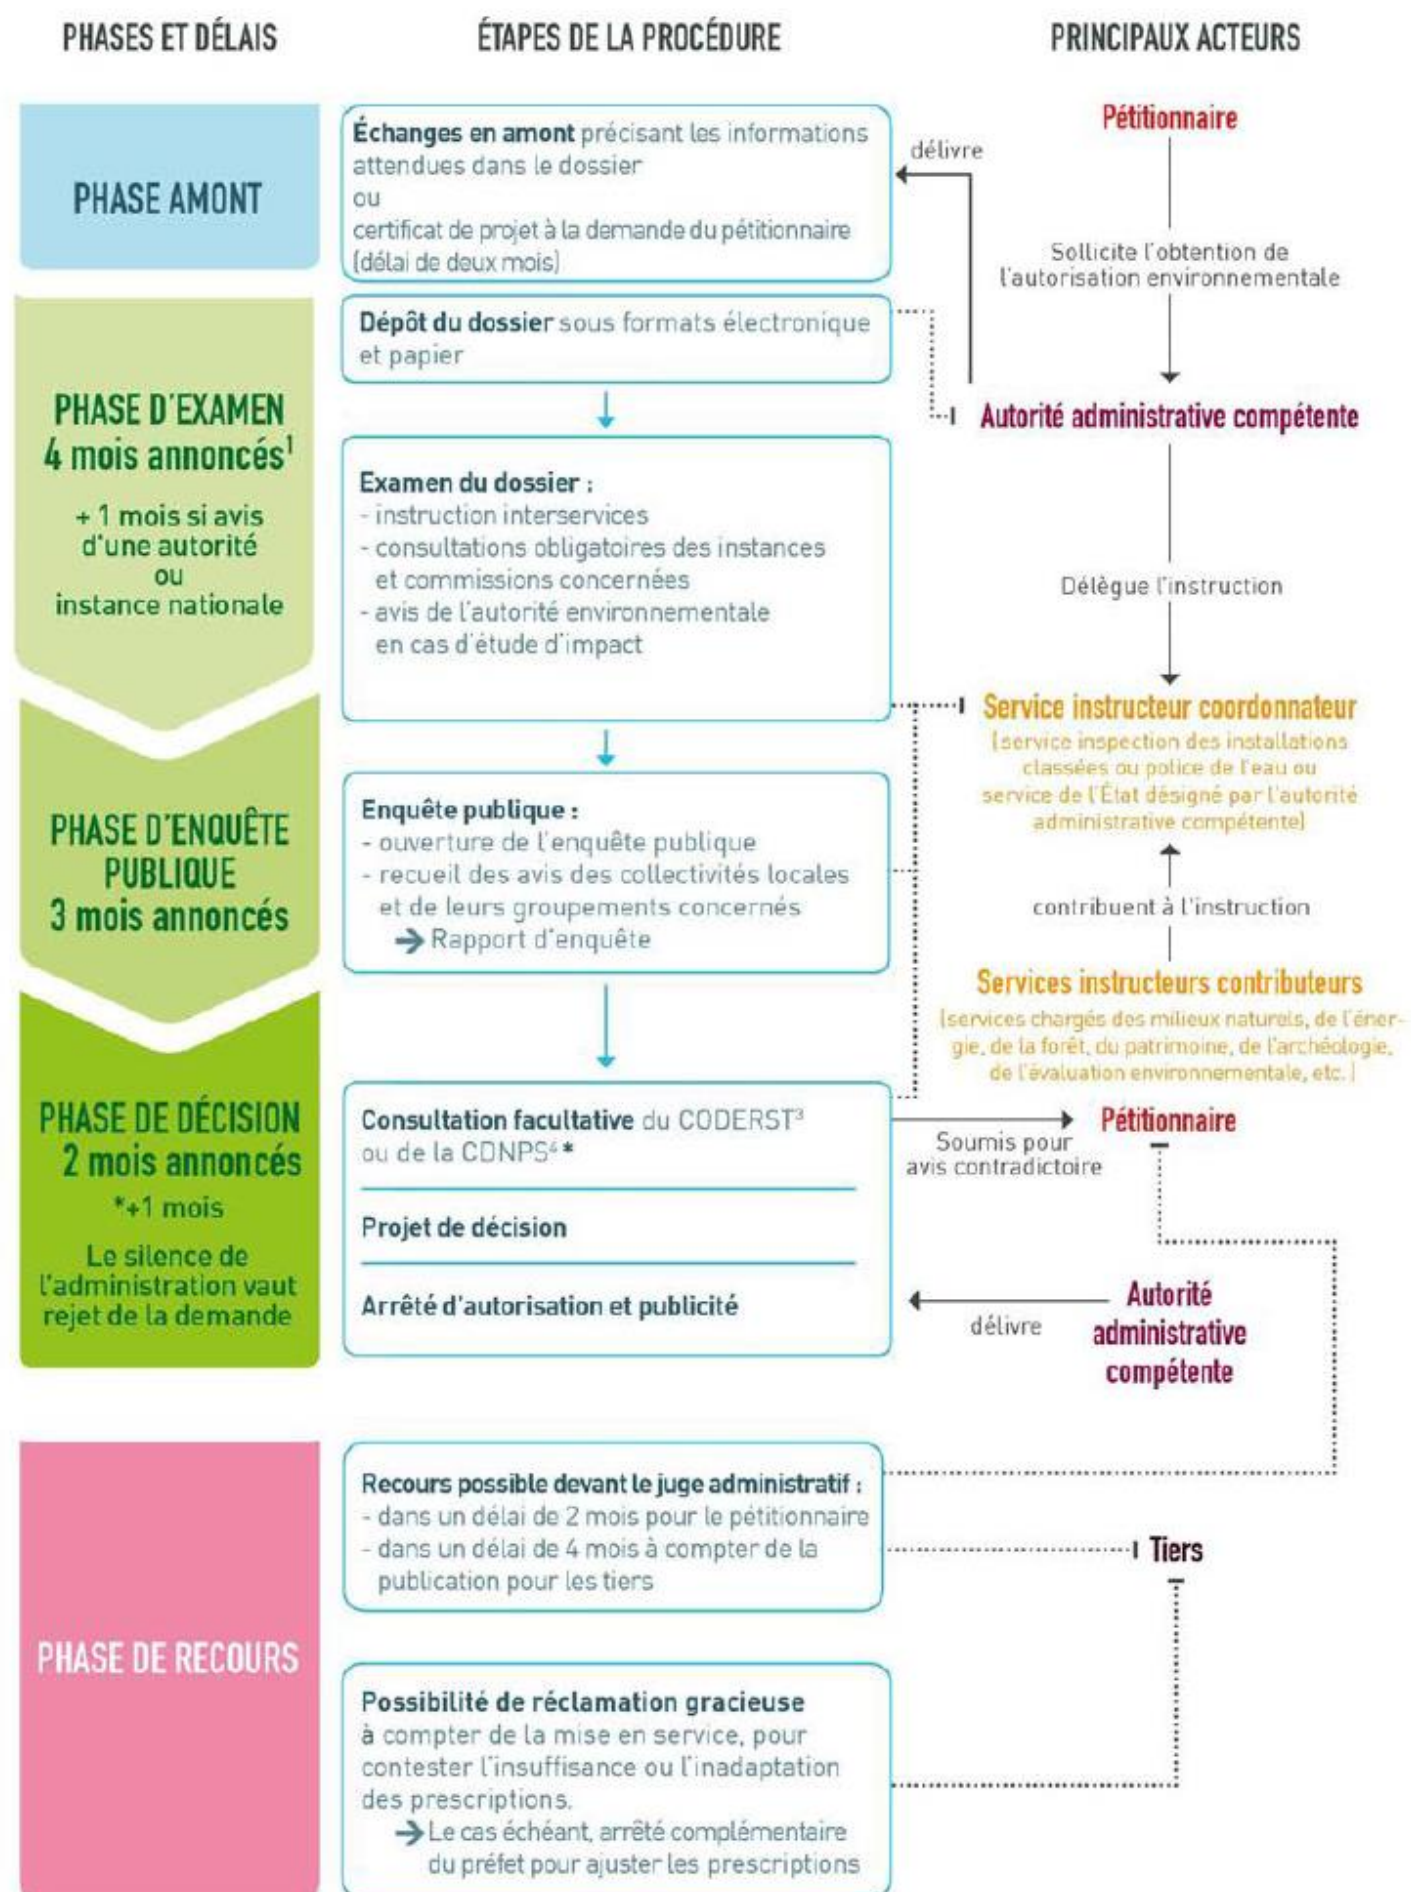 PHASES ET DÉLAIS
ÉTAPES DE LA PROCÉDURE
PRINCIPAUX ACTEURS
PHASE AMONT
Échanges en amont précisant les informations
attendues dans le dossier
ou
certificat de projet à la demande du pétitionnaire
(délai de deux mois)
délivre
Pétitionnaire
Sollicite l'obtention de
l'autorisation environnementale
PHASE D'EXAMEN
4 mois annoncés¹
+ 1 mois si avis
d'une autorité
ou
instance nationale
Dépôt du dossier sous formats électronique
et papier
Autorité administrative compétente
Examen du dossier :
- instruction interservices
- consultations obligatoires des instances
et commissions concernées
- avis de l'autorité environnementale
en cas d'étude d'impact
Délègue l'instruction
Service instructeur coordonnateur
(service inspection des installations
classées ou police de l'eau ou
service de l'État désigné par l'autorité
administrative compétente)
PHASE D'ENQUÊTE
PUBLIQUE
3 mois annoncés
Enquête publique :
- ouverture de l'enquête publique
- recueil des avis des collectivités locales
et de leurs groupements concernés
→ Rapport d'enquête
contribuent à l'instruction
Services instructeurs contributeurs
(services chargés des milieux naturels, de l'éner-
gie, de la forêt, du patrimoine, de l'archéologie,
de l'évaluation environnementale, etc.)
PHASE DE DÉCISION
2 mois annoncés
*+1 mois
Le silence de
l'administration vaut
rejet de la demande
Consultation facultative du CODERST³
ou de la CDNPS⁴*
Projet de décision
Arrêté d'autorisation et publicité
Soumis pour
avis contradictoire
Pétitionnaire
délivre
Autorité
administrative
compétente
PHASE DE RECOURS
Recours possible devant le juge administratif :
- dans un délai de 2 mois pour le pétitionnaire
- dans un délai de 4 mois à compter de la
publication pour les tiers
Tiers
Possibilité de réclamation gracieuse
à compter de la mise en service, pour
contester l'insuffisance ou l'inadaptation
des prescriptions.
→ Le cas échéant, arrêté complémentaire
du préfet pour ajuster les prescriptions